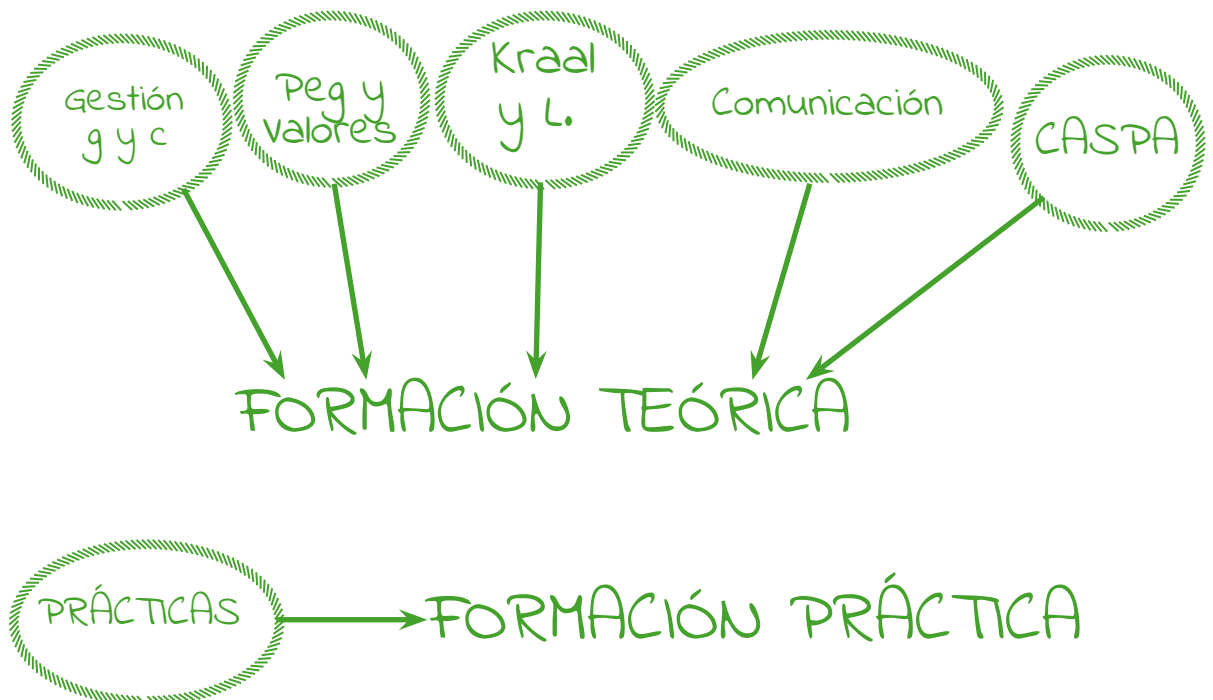 Gestión
g y c
Peg y
Valores
Kraal
y L.
Comunicación
CASPA
FORMACIÓN TEÓRICA
PRÁCTICAS
FORMACIÓN PRÁCTICA